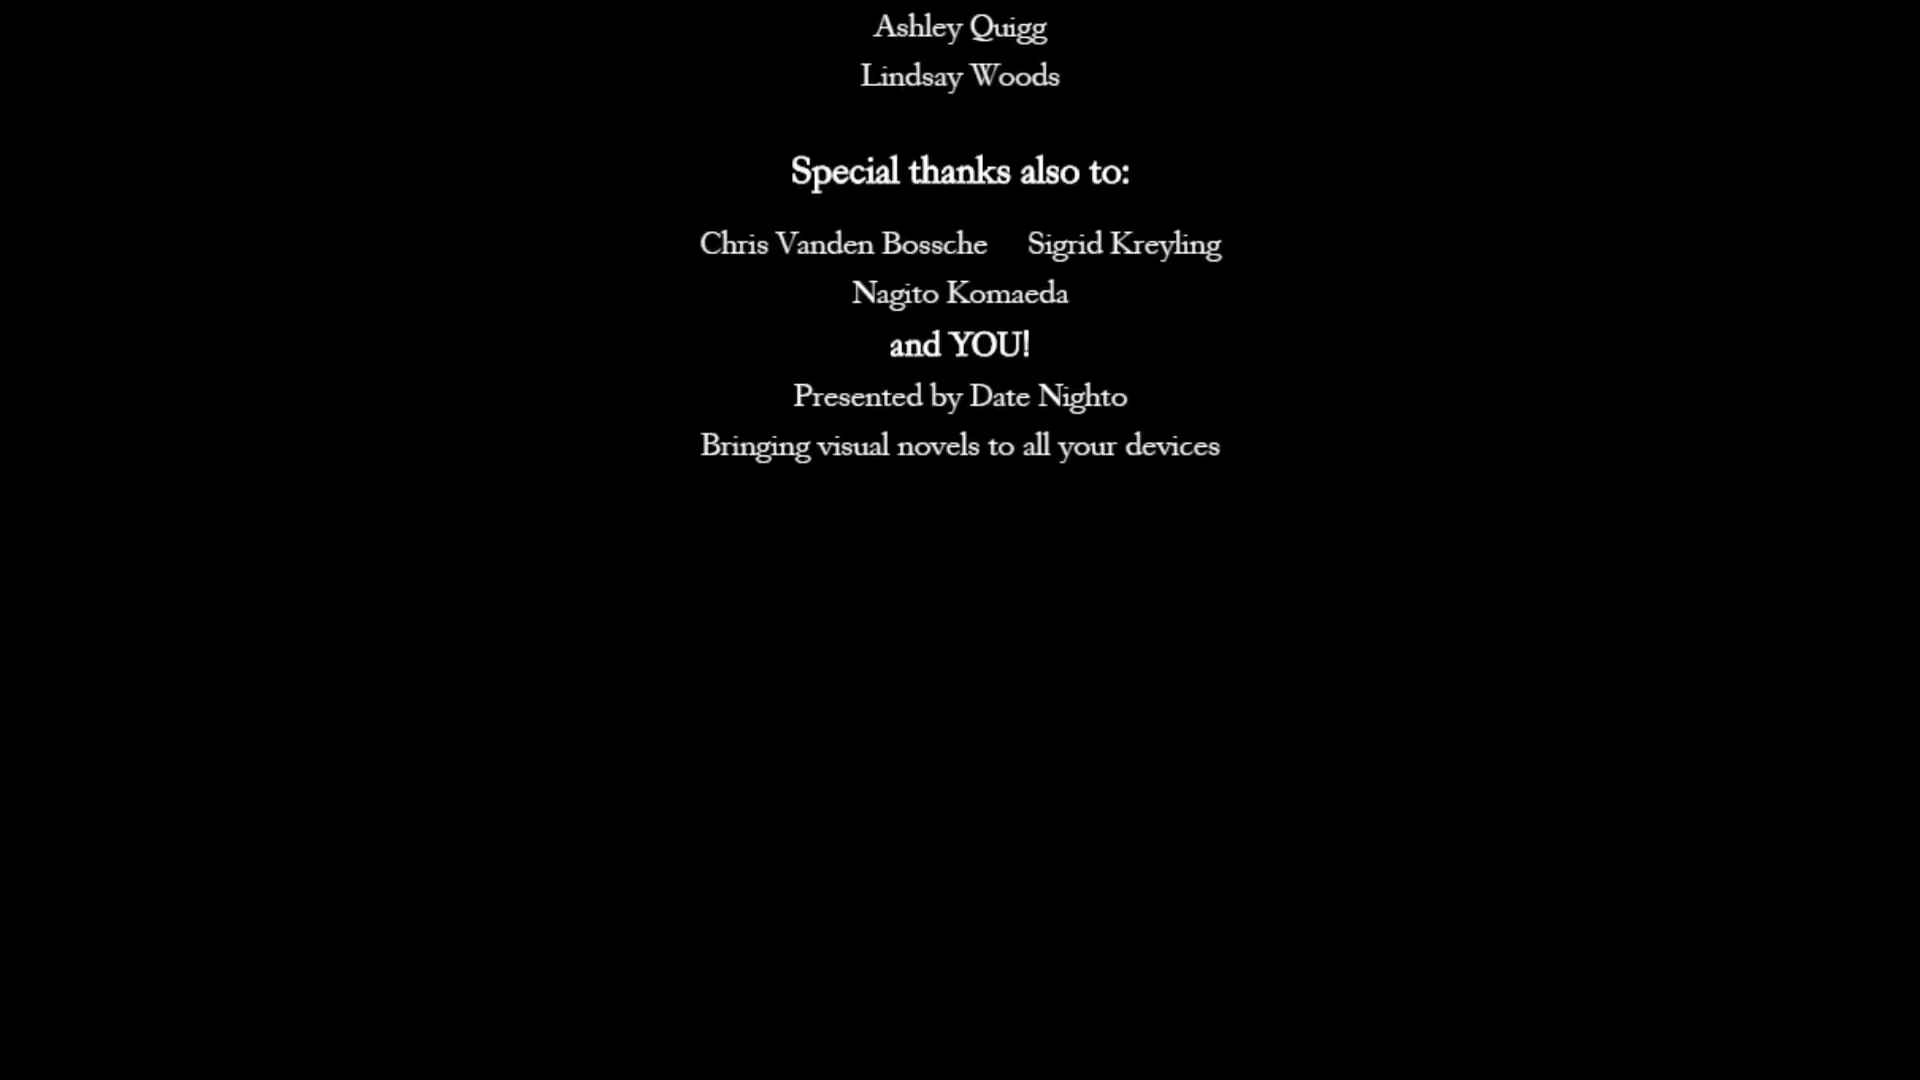 Ashley Quigg
Lindsay Woods
Special thanks also to:
Chris Vanden Bossche Sigrid Kreyling
Nagito Komaeda
and YOU!
Presented by Date Nighto
Bringing visual novels to all your devices